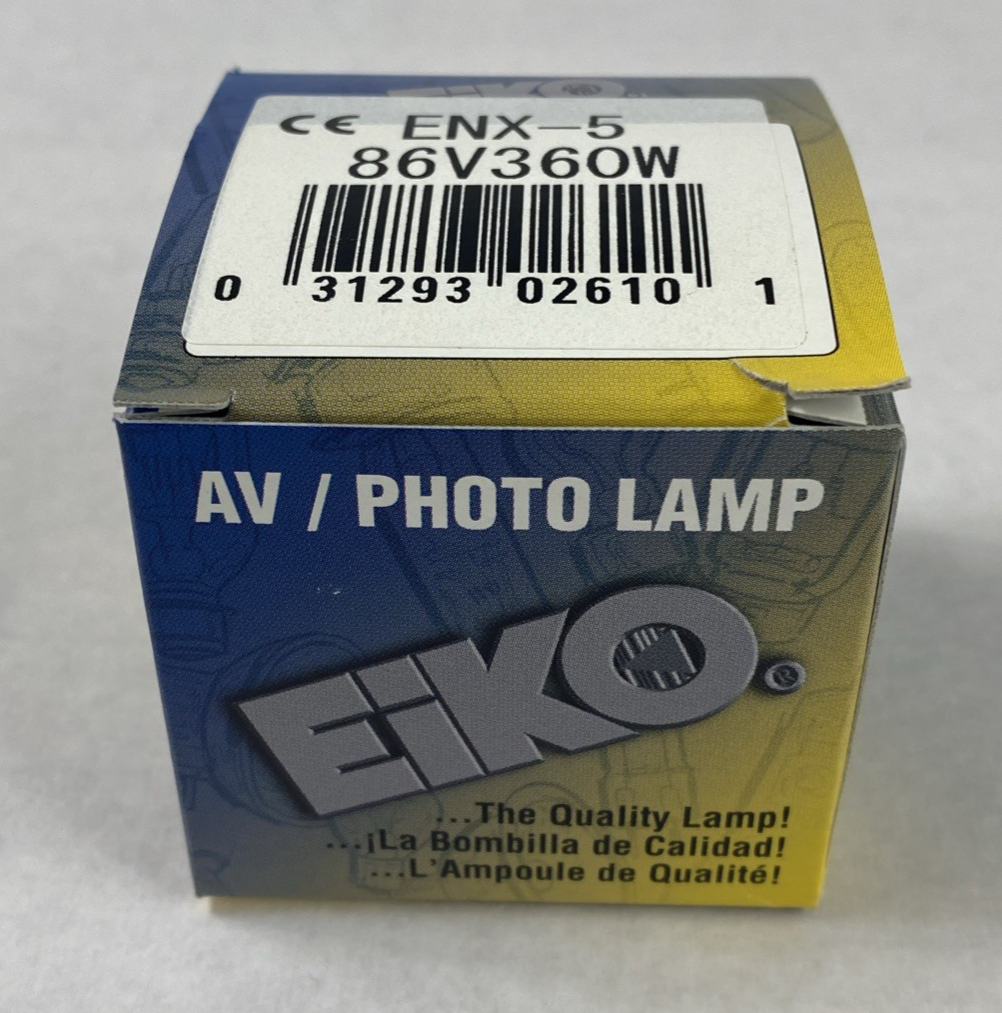 EiKO®
CE ENX-5
86V360W
0 31293 02610 1
AV / PHOTO LAMP
EiKO®
...The Quality Lamp!
...¡La Bombilla de Calidad!
...L'Ampoule de Qualité!